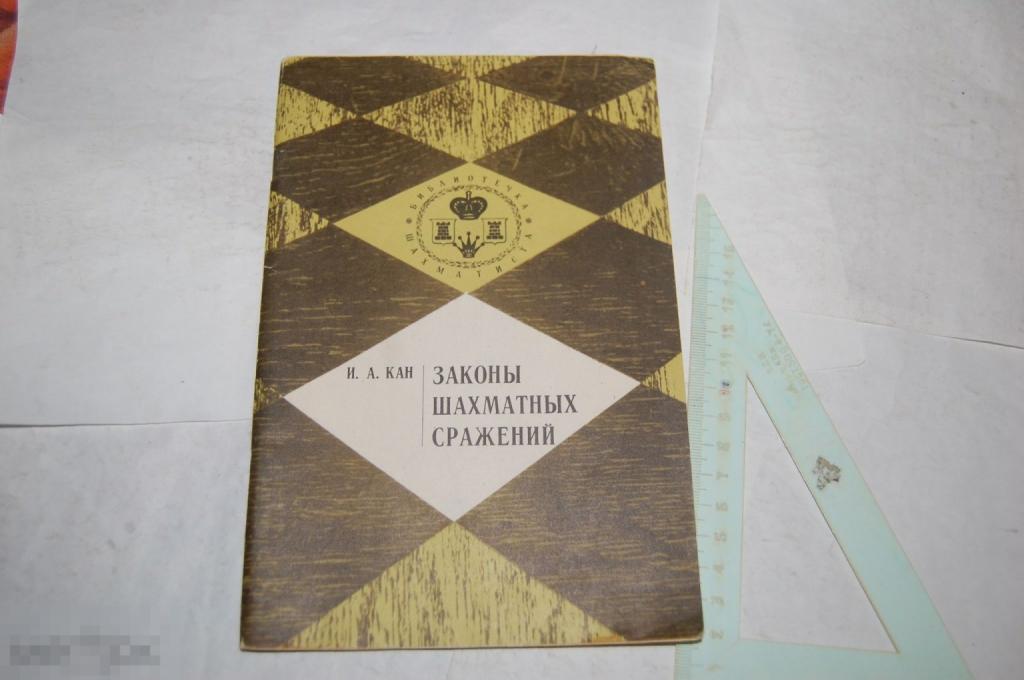 БИБЛИОТЕЧКА
ШАХМАТИСТА
И. А. КАН
ЗАКОНЫ
ШАХМАТНЫХ
СРАЖЕНИЙ